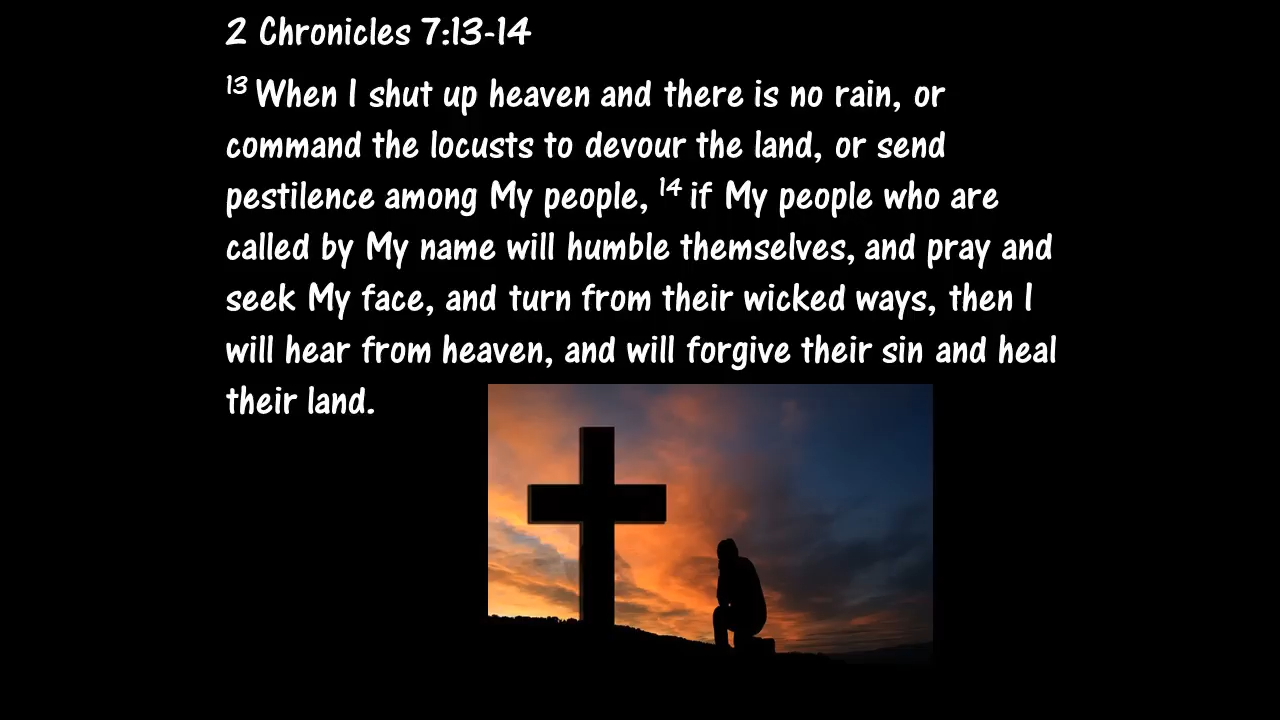 2 Chronicles 7:13-14
13 When I shut up heaven and there is no rain, or
command the locusts to devour the land, or send
pestilence among My people, 14 if My people who are
called by My name will humble themselves, and pray and
seek My face, and turn from their wicked ways, then I
will hear from heaven, and will forgive their sin and heal
their land.